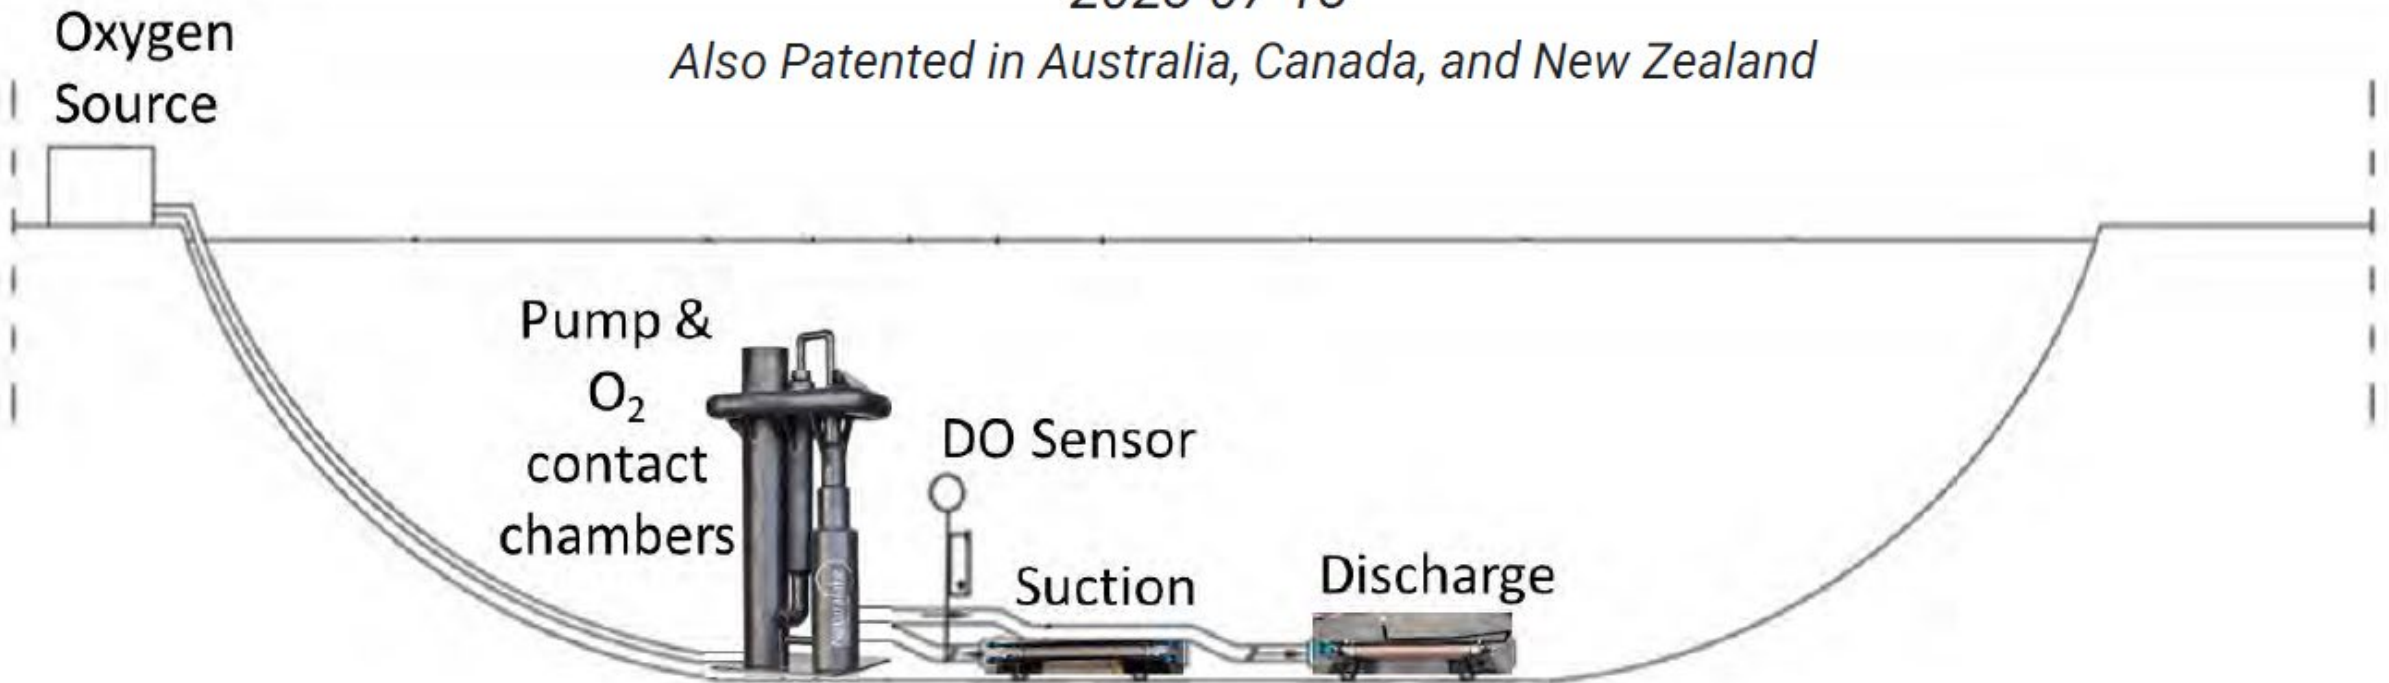 Also Patented in Australia, Canada, and New Zealand
Oxygen
Source
Pump &
O₂
contact
chambers
DO Sensor
Suction
Discharge